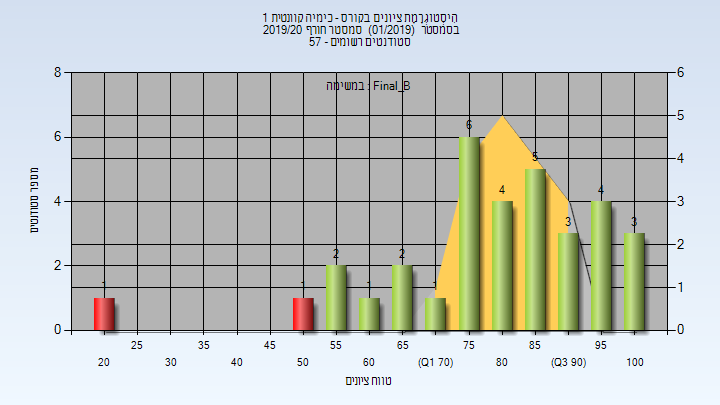 היסטוגרמת ציונים בקורס - כימיה קוונטית 1
בסמסטר (01/2019) סמסטר חורף 2019/20
סטודנטים רשומים - 57
במשימה : Final_B
8 6 4 2 0
מספר סטודנטים
6 5 4 3 2 1 0
1 1 2 1 2 1 6 4 5 3 4 3
25 35 45 55 65 75 85 95
20 30 40 50 60 (Q1 70) 80 (Q3 90) 100
טווח ציונים